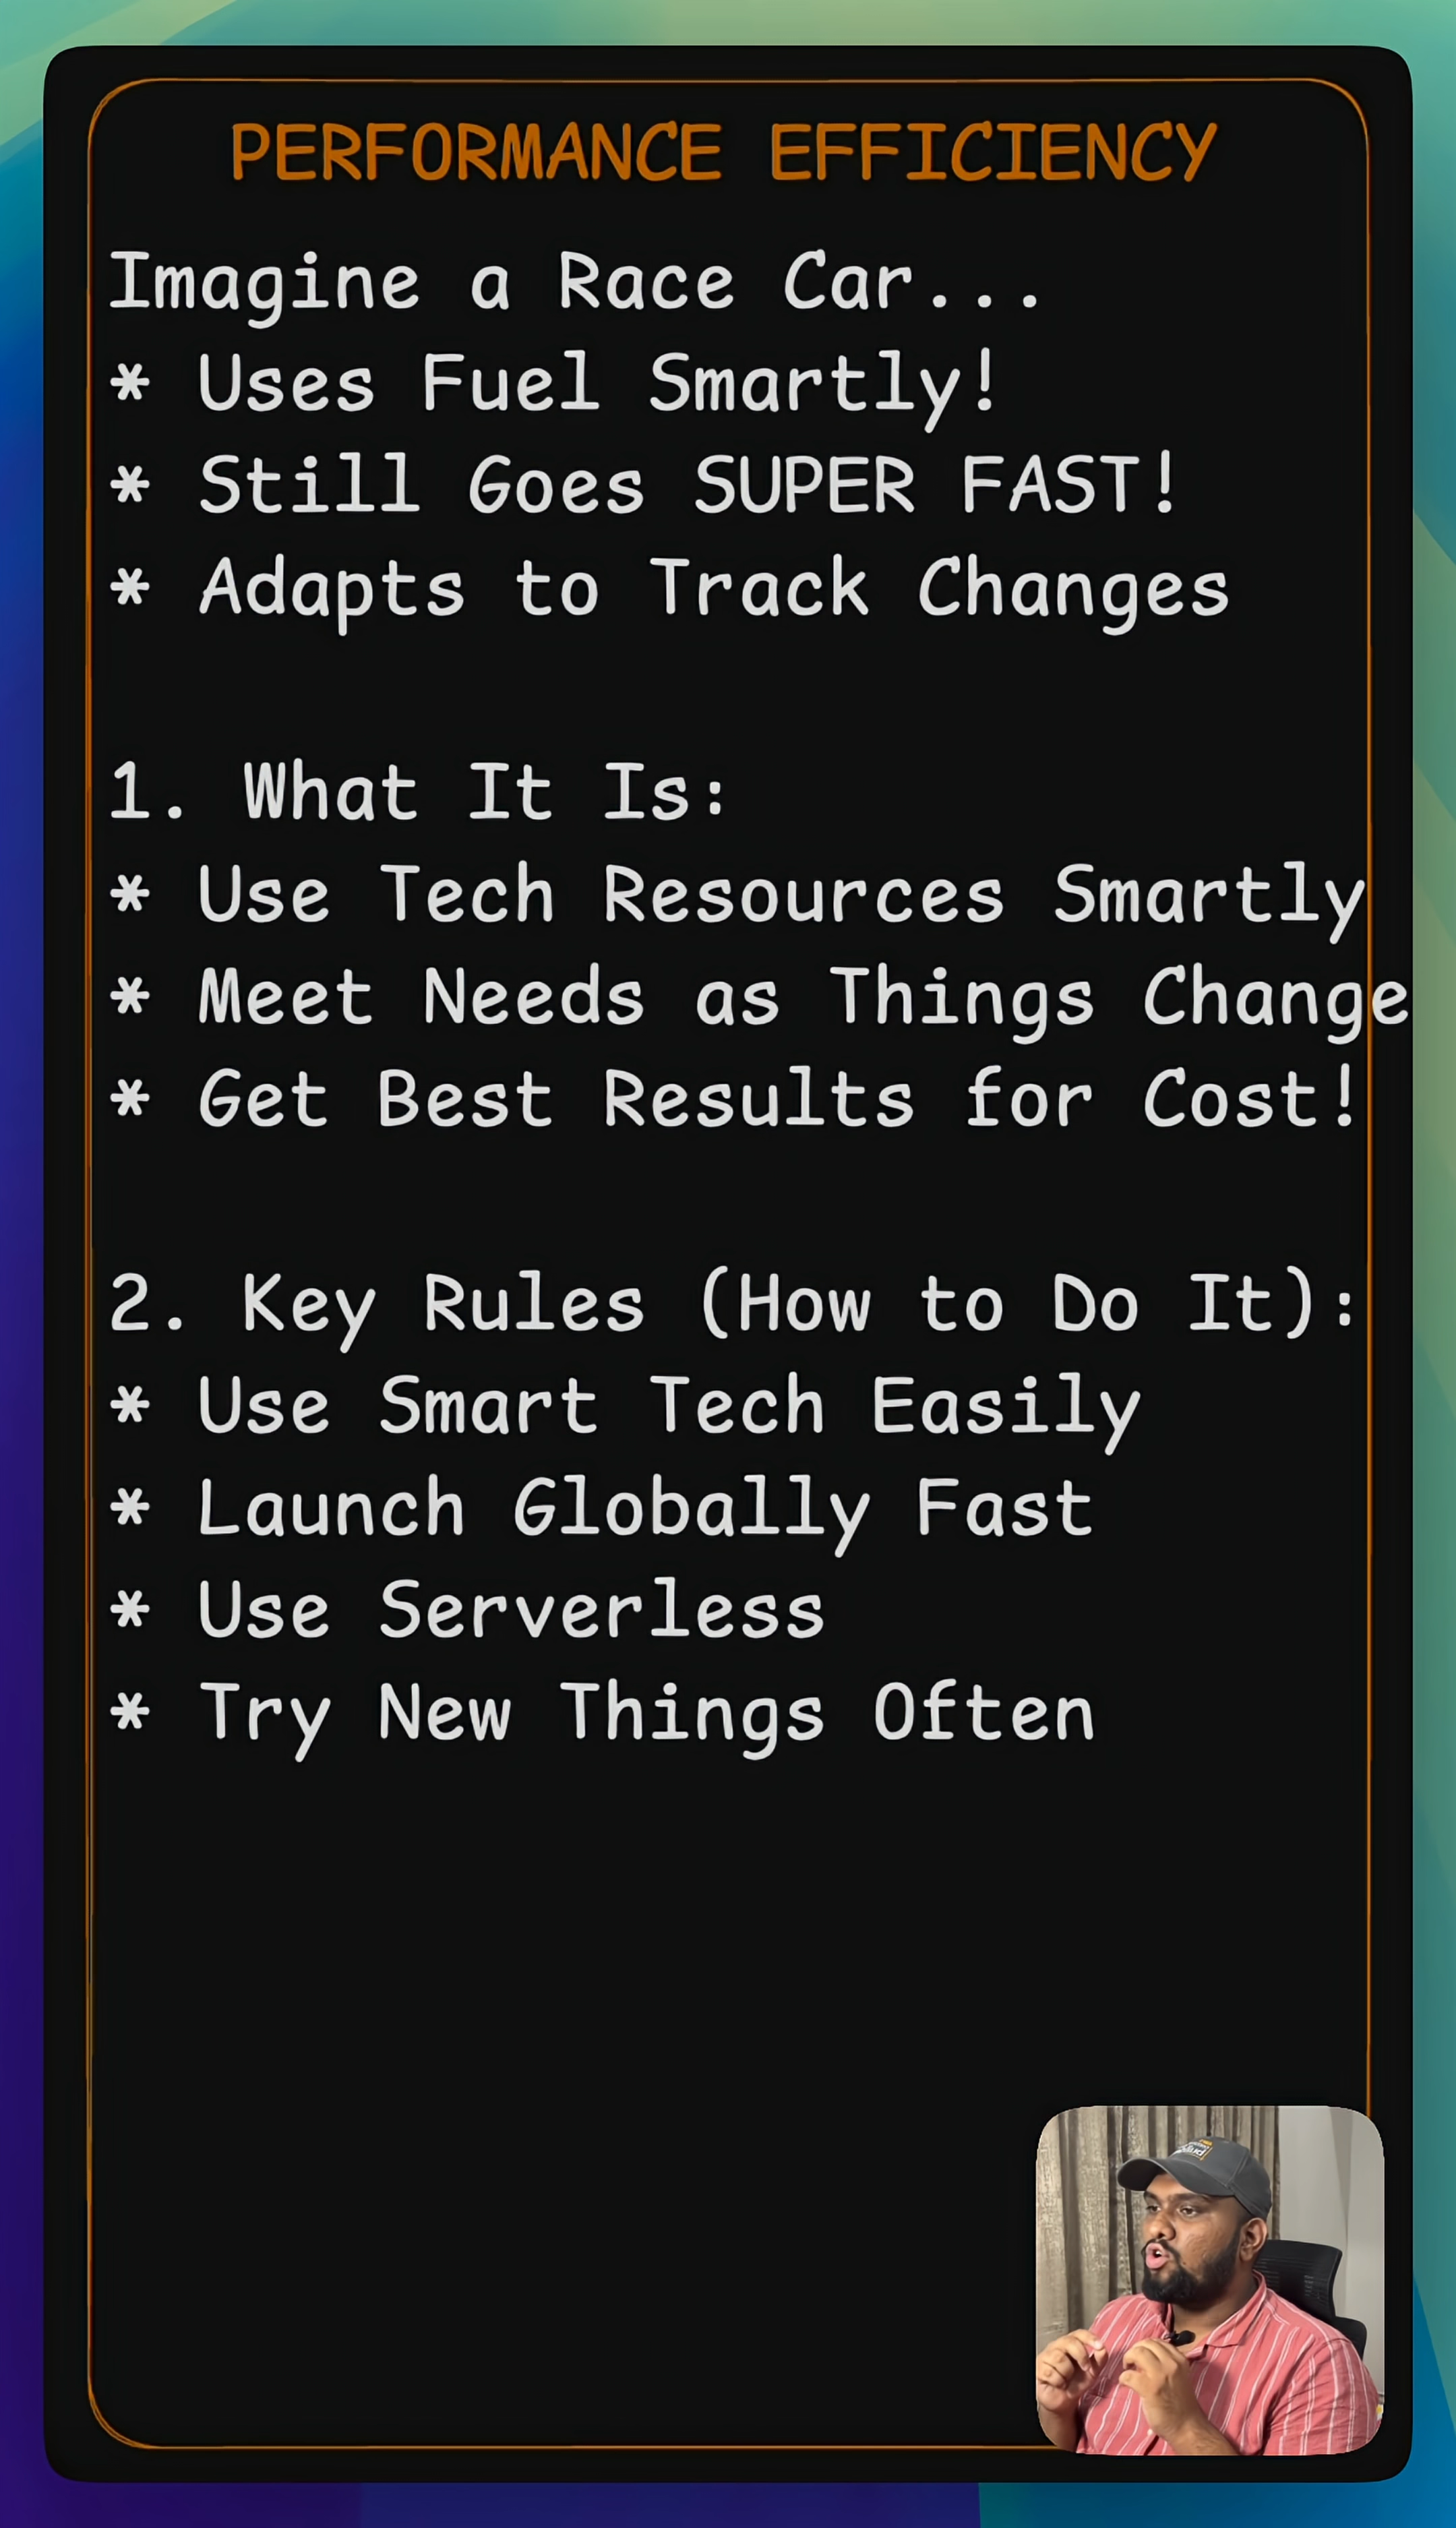 PERFORMANCE EFFICIENCY
Imagine a Race Car...
* Uses Fuel Smartly!
* Still Goes SUPER FAST!
* Adapts to Track Changes
1. What It Is:
* Use Tech Resources Smartly
* Meet Needs as Things Change
* Get Best Results for Cost!
2. Key Rules (How to Do It):
* Use Smart Tech Easily
* Launch Globally Fast
* Use Serverless
* Try New Things Often